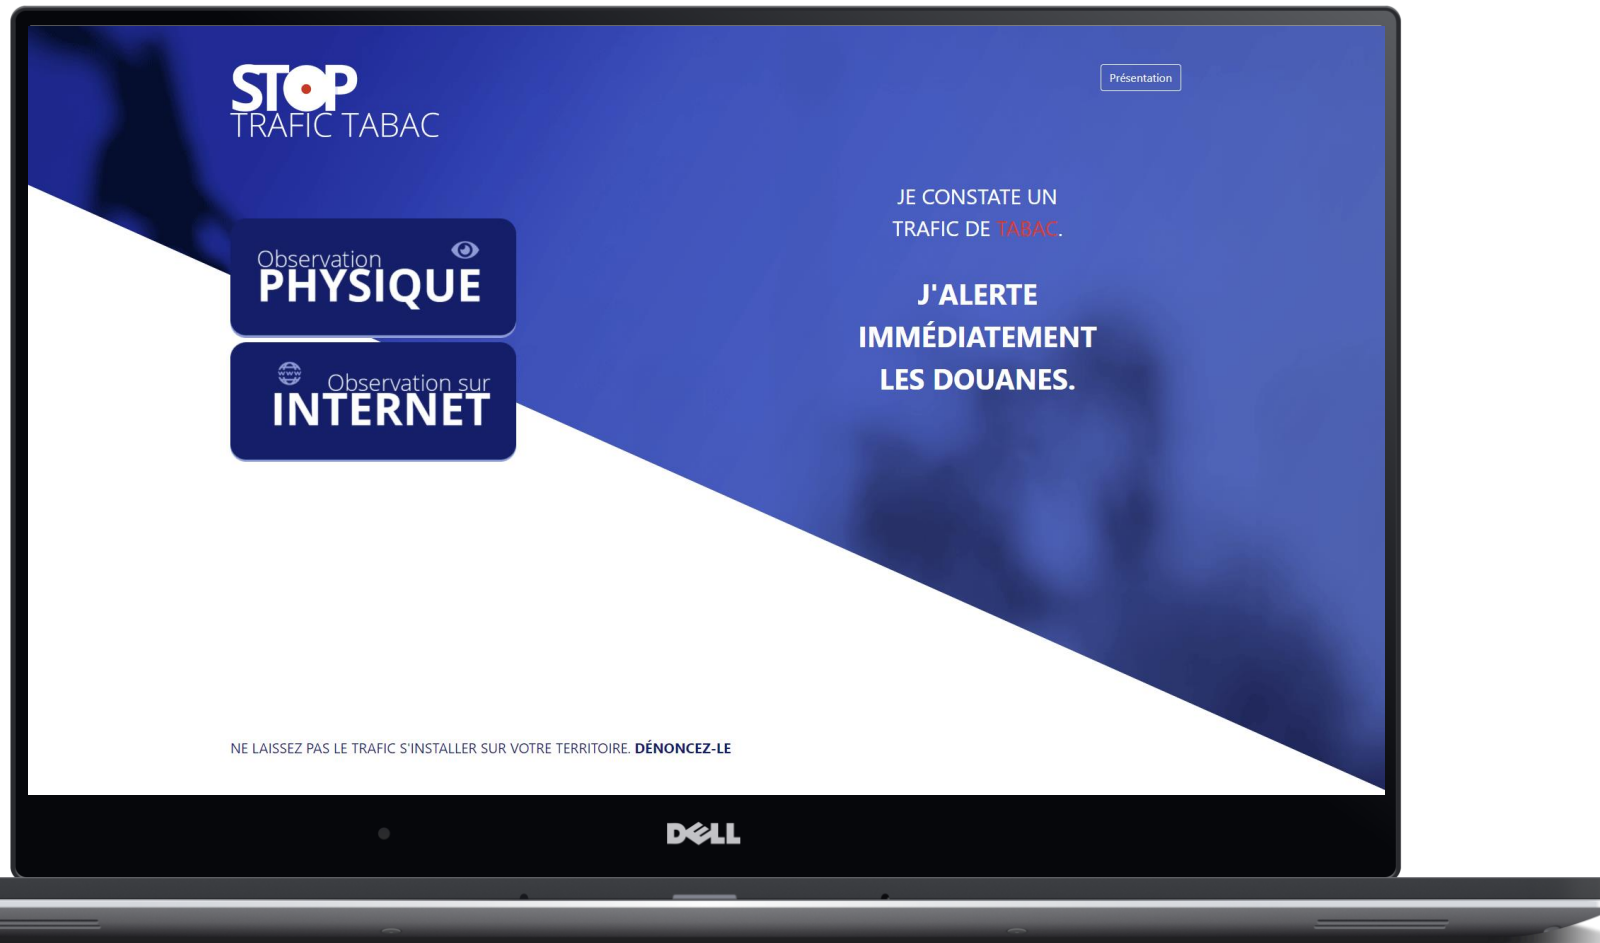 STOP
TRAFIC TABAC
Présentation
JE CONSTATE UN
TRAFIC DE TABAC.
J'ALERTE
IMMÉDIATEMENT
LES DOUANES.
Observation
PHYSIQUE
www
Observation sur
INTERNET
NE LAISSEZ PAS LE TRAFIC S'INSTALLER SUR VOTRE TERRITOIRE. DÉNONCEZ-LE
DELL